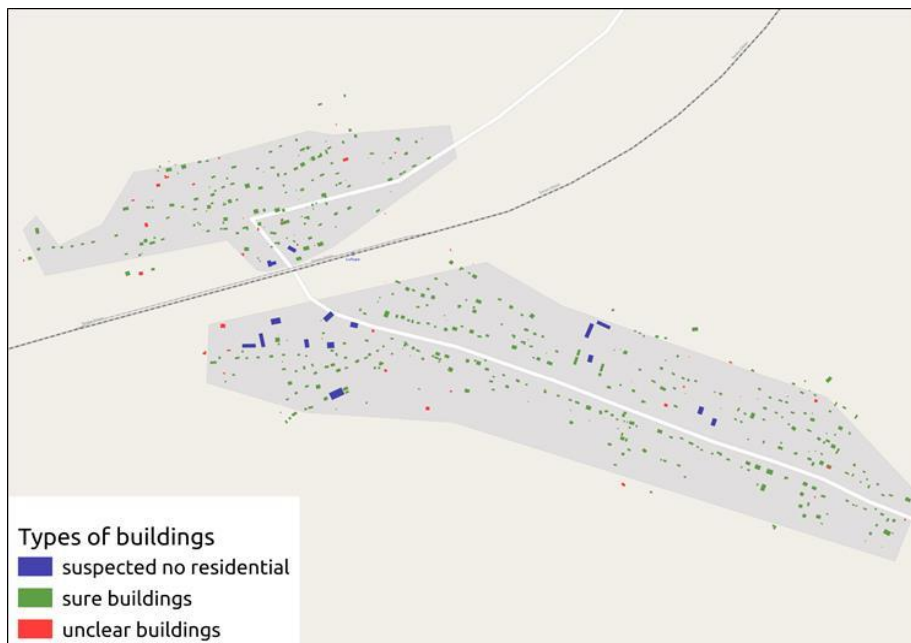 Types of buildings
suspected no residential
sure buildings
unclear buildings